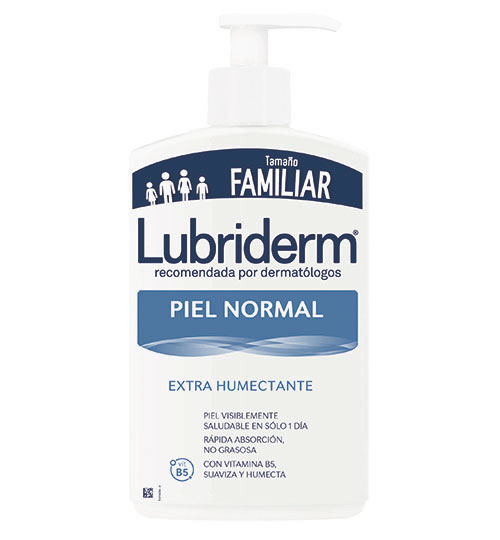 Tamaño
FAMILIAR
Lubriderm®
recomendada por dermatólogos
PIEL NORMAL
EXTRA HUMECTANTE
PIEL VISIBLEMENTE
SALUDABLE EN SÓLO 1 DÍA
RÁPIDA ABSORCIÓN,
NO GRASOSA
vit
B5
CON VITAMINA B5,
SUAVIZA Y HUMECTA